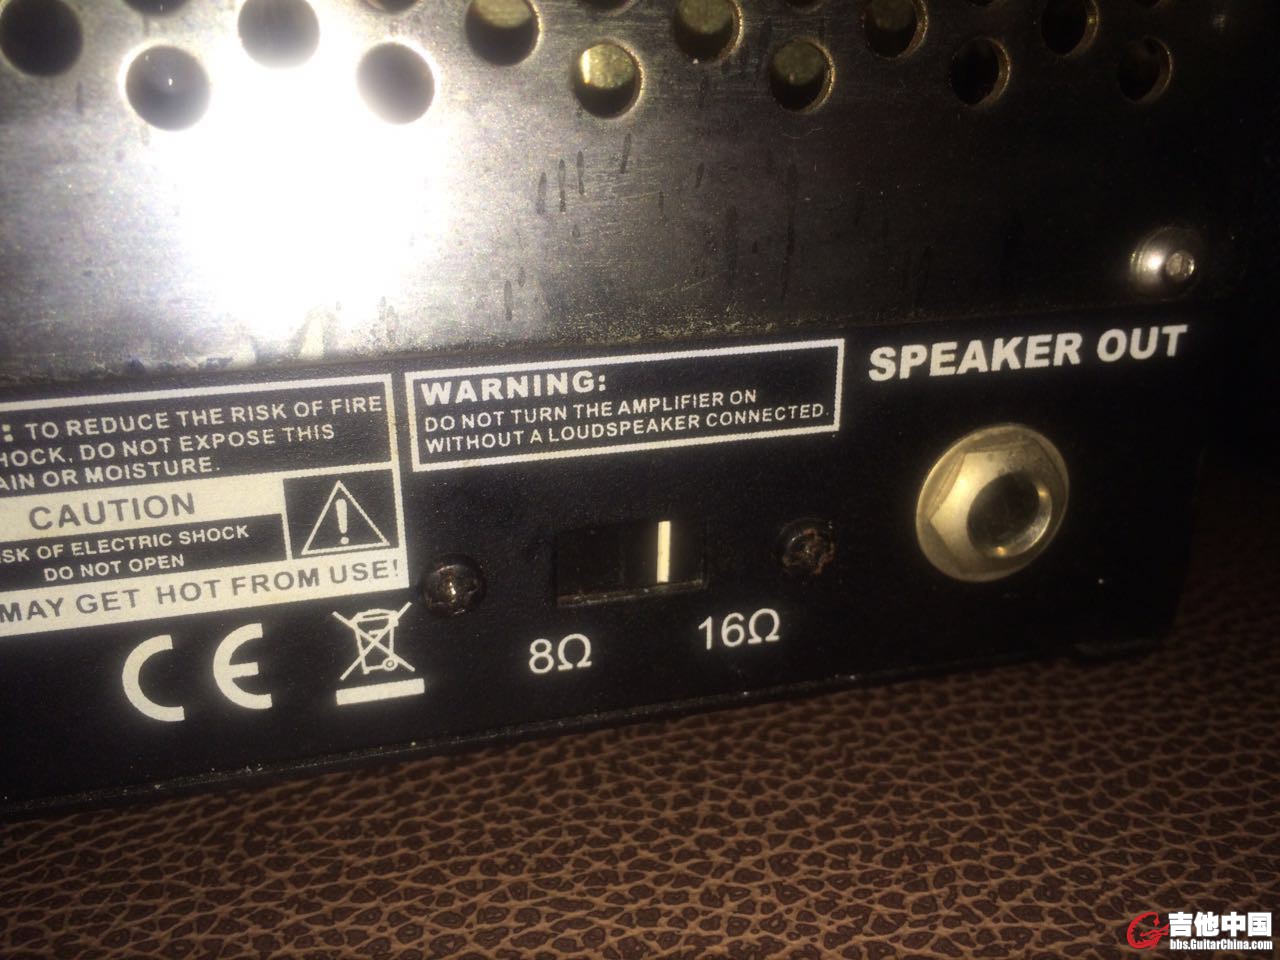 : TO REDUCE THE RISK OF FIRE
HOCK, DO NOT EXPOSE THIS
AIN OR MOISTURE.
CAUTION
ISK OF ELECTRIC SHOCK
DO NOT OPEN
MAY GET HOT FROM USE!
WARNING:
DO NOT TURN THE AMPLIFIER ON
WITHOUT A LOUDSPEAKER CONNECTED.
SPEAKER OUT
8Ω
16Ω
CE
吉他中国
bbs.GuitarChina.com